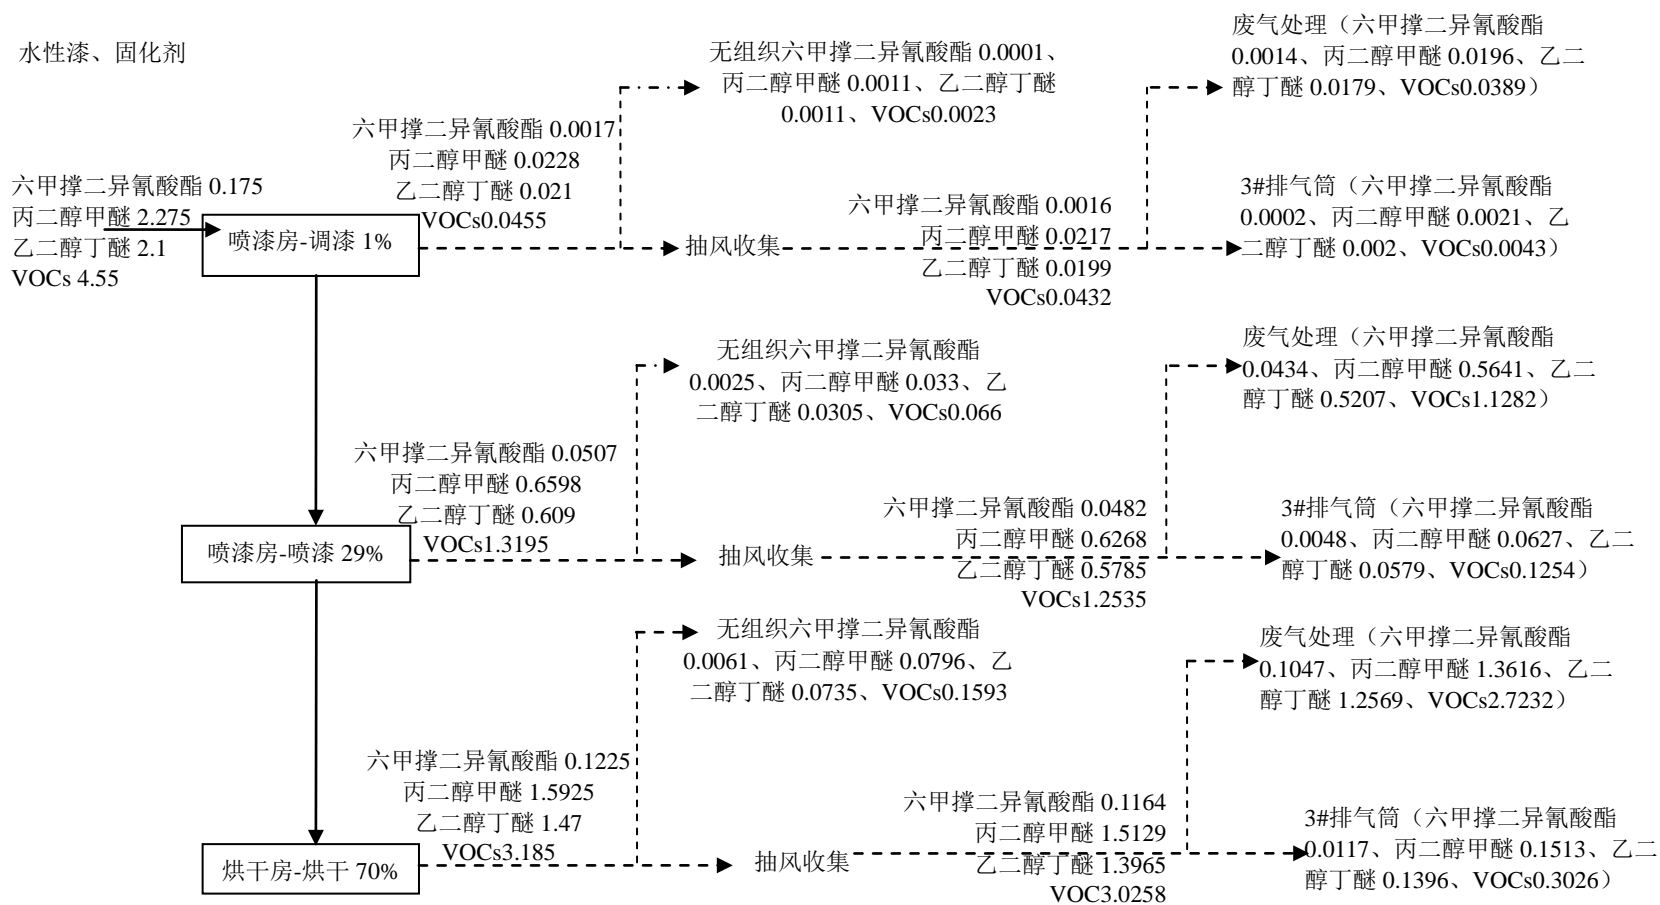 水性漆、固化剂
六甲撑二异氰酸酯 0.175
丙二醇甲醚 2.275
乙二醇丁醚 2.1
VOCs 4.55
喷漆房-调漆 1%
六甲撑二异氰酸酯 0.0017
丙二醇甲醚 0.0228
乙二醇丁醚 0.021
VOCs0.0455
无组织六甲撑二异氰酸酯 0.0001、
丙二醇甲醚 0.0011、乙二醇丁醚
0.0011、VOCs0.0023
抽风收集
六甲撑二异氰酸酯 0.0016
丙二醇甲醚 0.0217
乙二醇丁醚 0.0199
VOCs0.0432
废气处理（六甲撑二异氰酸酯
0.0014、丙二醇甲醚 0.0196、乙二
醇丁醚 0.0179、VOCs0.0389）
3#排气筒（六甲撑二异氰酸酯
0.0002、丙二醇甲醚 0.0021、乙
二醇丁醚 0.002、VOCs0.0043）
喷漆房-喷漆 29%
六甲撑二异氰酸酯 0.0507
丙二醇甲醚 0.6598
乙二醇丁醚 0.609
VOCs1.3195
无组织六甲撑二异氰酸酯
0.0025、丙二醇甲醚 0.033、乙
二醇丁醚 0.0305、VOCs0.066
抽风收集
六甲撑二异氰酸酯 0.0482
丙二醇甲醚 0.6268
乙二醇丁醚 0.5785
VOCs1.2535
废气处理（六甲撑二异氰酸酯
0.0434、丙二醇甲醚 0.5641、乙二
醇丁醚 0.5207、VOCs1.1282）
3#排气筒（六甲撑二异氰酸酯
0.0048、丙二醇甲醚 0.0627、乙二
醇丁醚 0.0579、VOCs0.1254）
烘干房-烘干 70%
六甲撑二异氰酸酯 0.1225
丙二醇甲醚 1.5925
乙二醇丁醚 1.47
VOCs3.185
无组织六甲撑二异氰酸酯
0.0061、丙二醇甲醚 0.0796、乙
二醇丁醚 0.0735、VOCs0.1593
抽风收集
六甲撑二异氰酸酯 0.1164
丙二醇甲醚 1.5129
乙二醇丁醚 1.3965
VOC3.0258
废气处理（六甲撑二异氰酸酯
0.1047、丙二醇甲醚 1.3616、乙二
醇丁醚 1.2569、VOCs2.7232）
3#排气筒（六甲撑二异氰酸酯
0.0117、丙二醇甲醚 0.1513、乙二
醇丁醚 0.1396、VOCs0.3026）